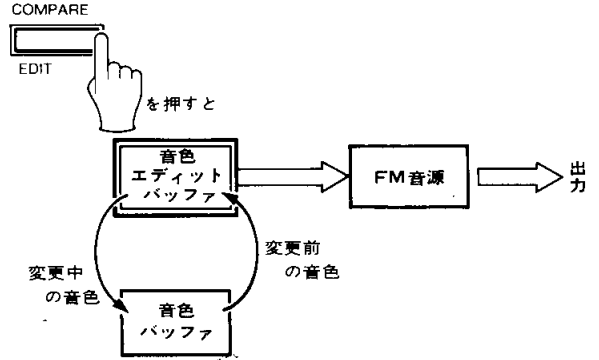 COMPARE
EDIT
を押すと
音色
エディット
バッファ
FM音源
出力
変更中
の音色
変更前
の音色
音色
バッファ